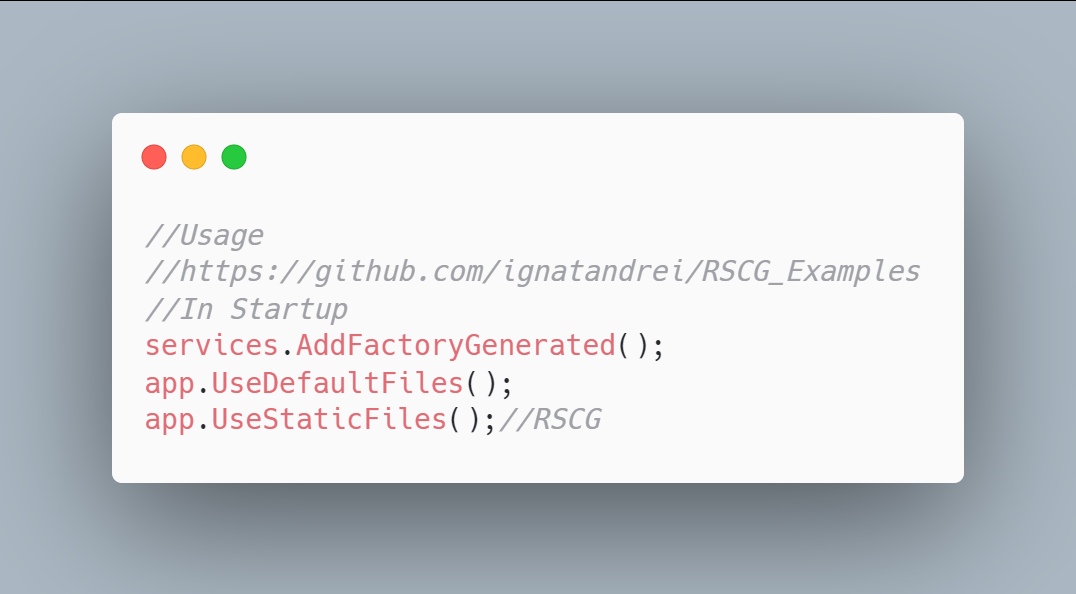 //Usage
//https://github.com/ignatandrei/RSCG_Examples
//In Startup
services.AddFactoryGenerated();
app.UseDefaultFiles();
app.UseStaticFiles();//RSCG